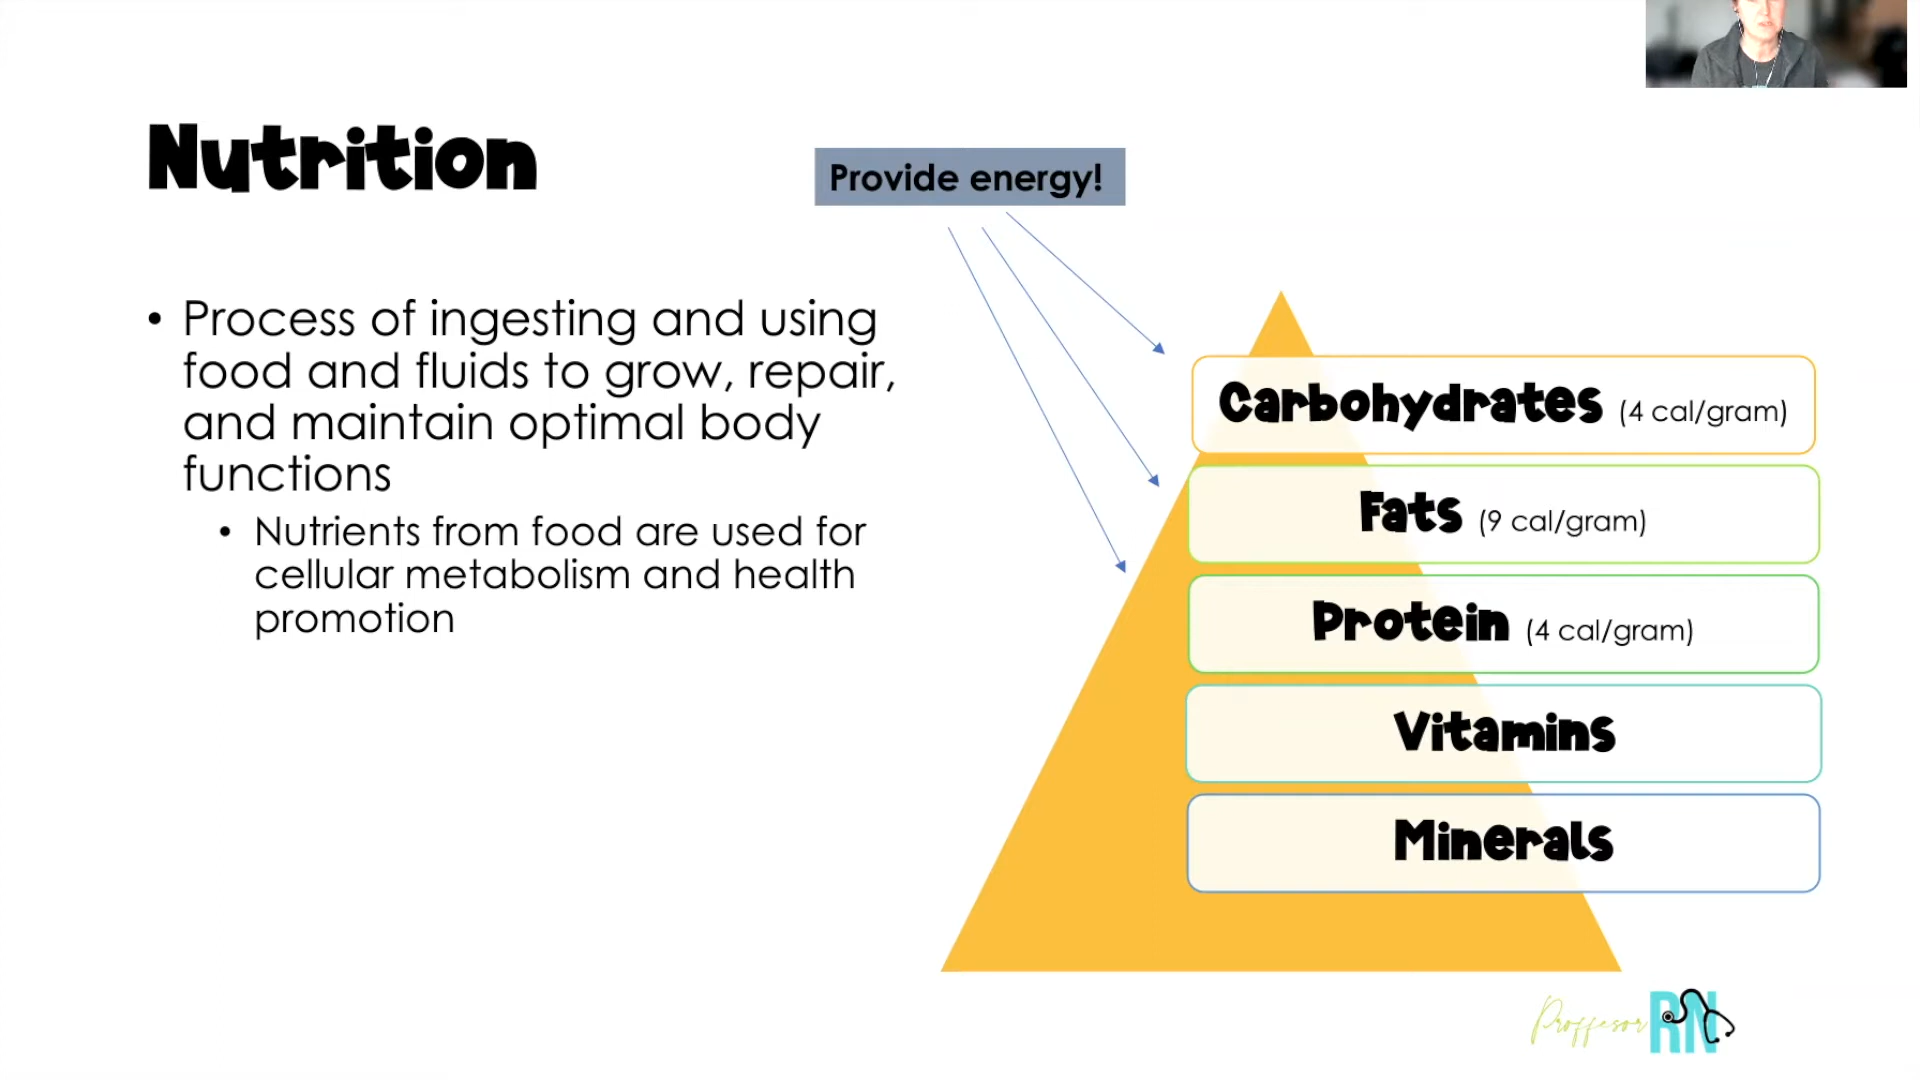 Nutrition
Provide energy!
• Process of ingesting and using
food and fluids to grow, repair,
and maintain optimal body
functions
• Nutrients from food are used for
cellular metabolism and health
promotion
Carbohydrates (4 cal/gram)
Fats (9 cal/gram)
Protein (4 cal/gram)
Vitamins
Minerals
Proffesor RN